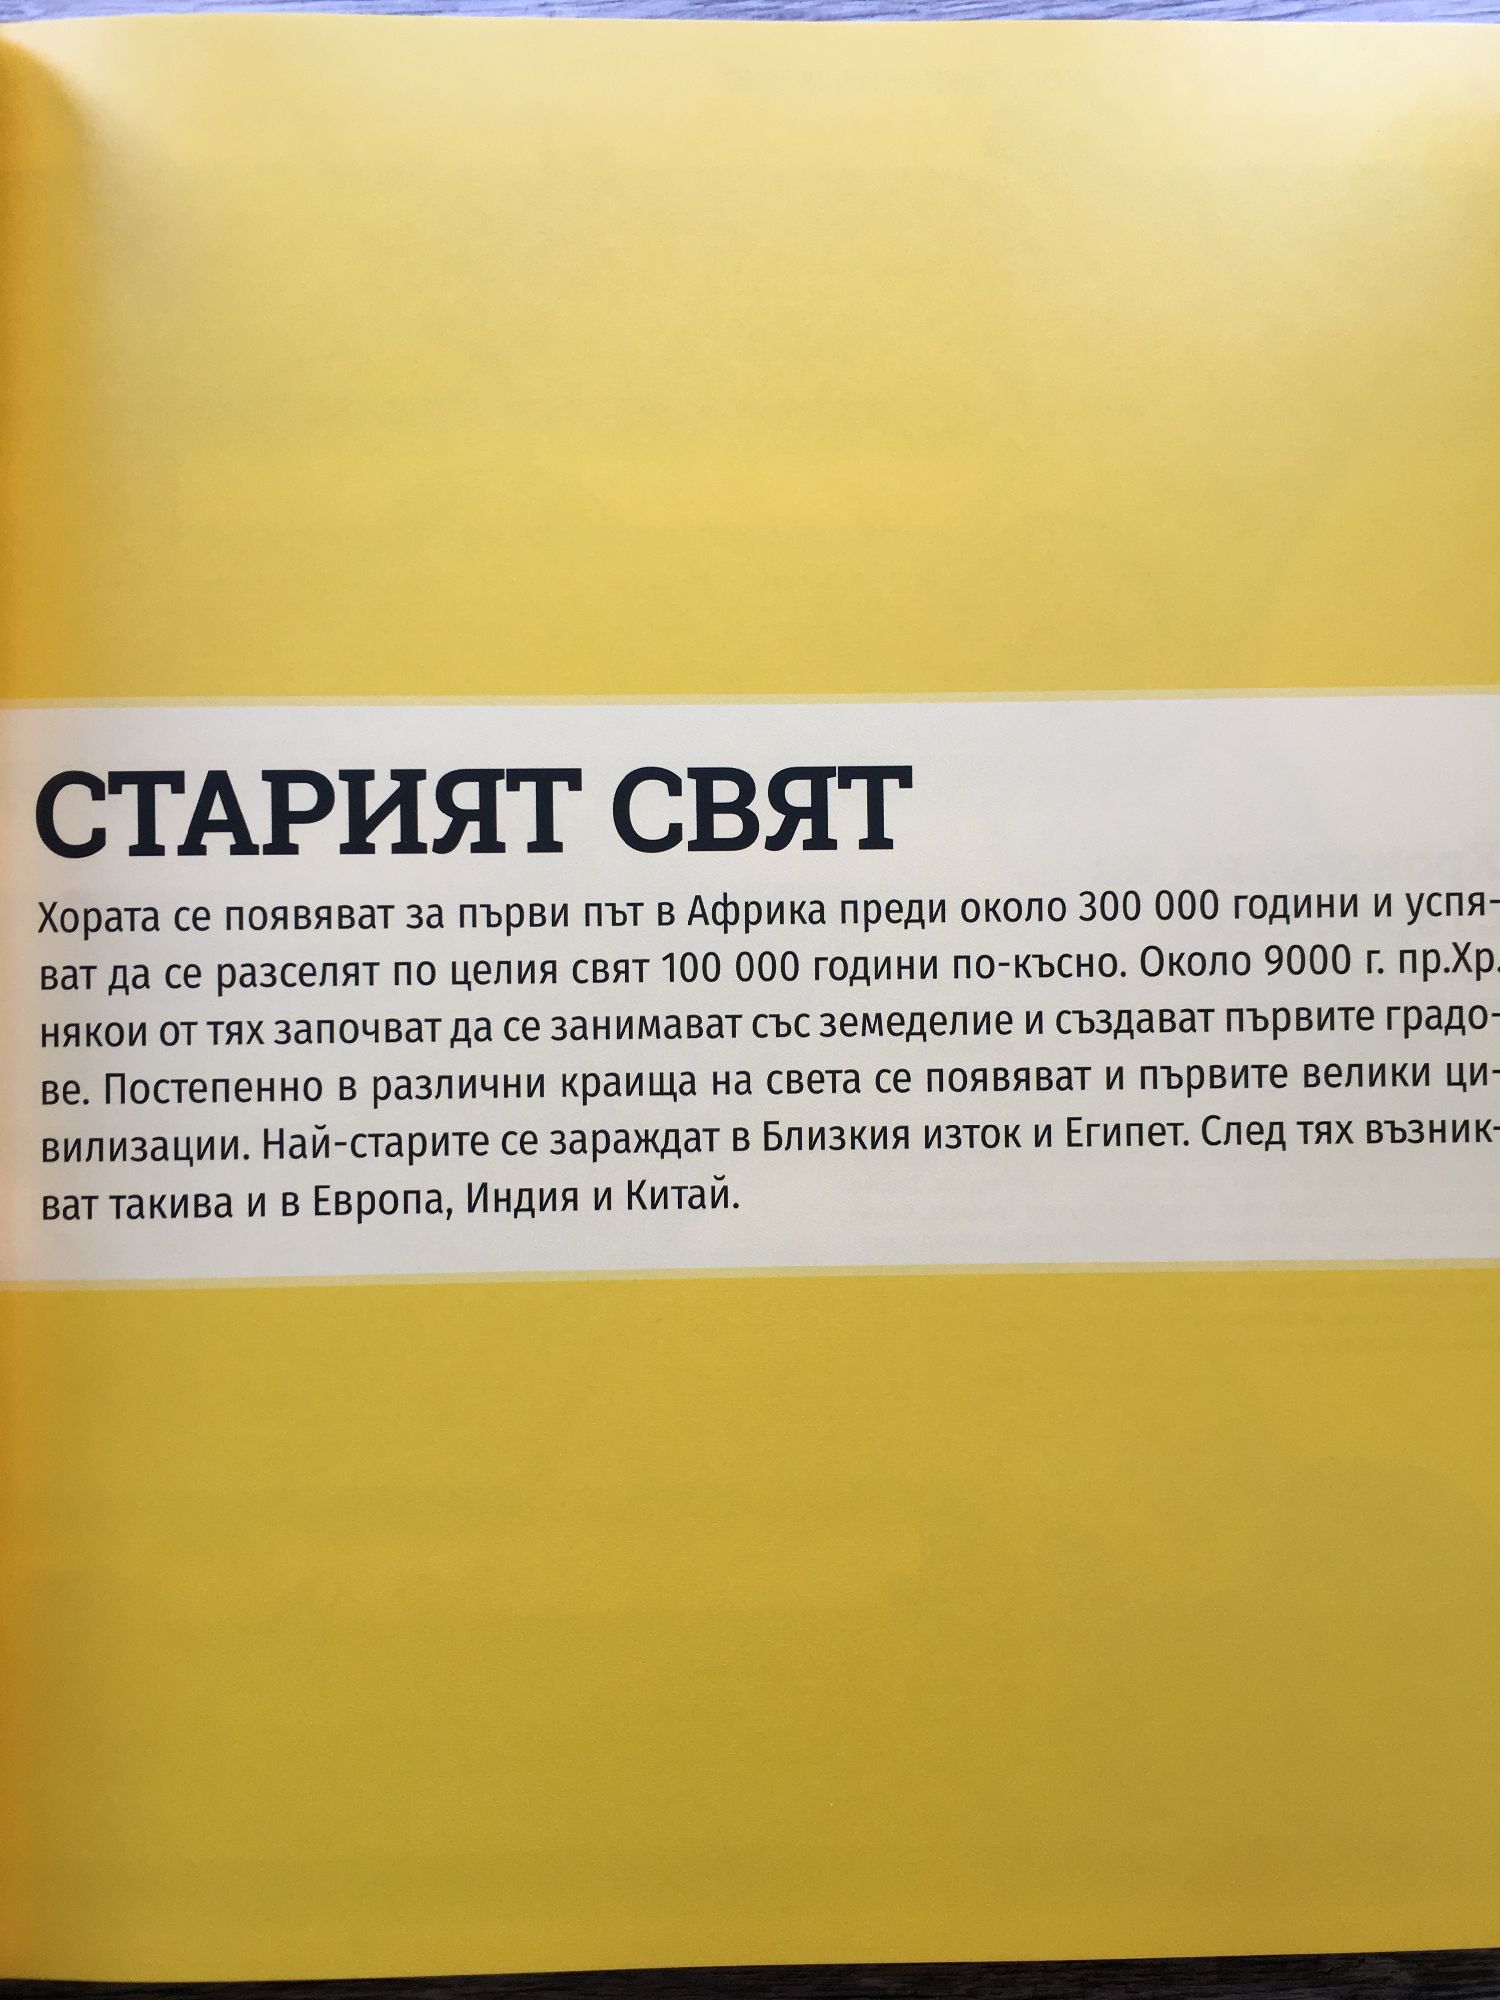 СТАРИЯТ СВЯТ
Хората се появяват за първи път в Африка преди около 300 000 години и успя-
ват да се разселят по целия свят 100 000 години по-късно. Около 9000 г. пр.Хр.
някои от тях започват да се занимават със земеделие и създават първите градо-
ве. Постепенно в различни краища на света се появяват и първите велики ци-
вилизации. Най-старите се зараждат в Близкия изток и Египет. След тях възник-
ват такива и в Европа, Индия и Китай.